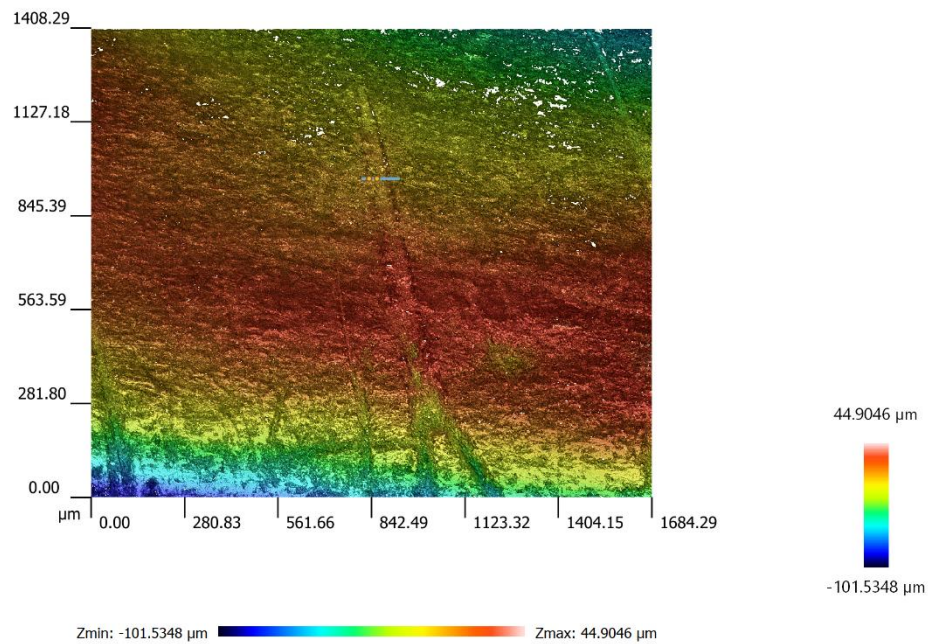 1408.29
1127.18
845.39
563.59
281.80
0.00
µm
0.00 280.83 561.66 842.49 1123.32 1404.15 1684.29
44.9046 µm
-101.5348 µm
Zmin: -101.5348 µm Zmax: 44.9046 µm